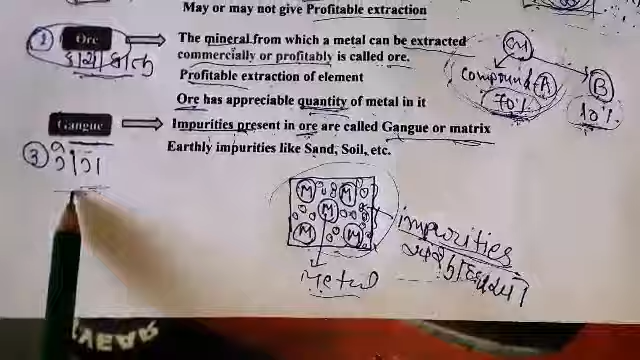 May or may not give Profitable extraction
1 Ore The mineral from which a metal can be extracted
commercially or profitably is called ore.
Profitable extraction of element
Ore has appreciable quantity of metal in it
Compound A
70%
B
10%
Gangue Impurities present in ore are called Gangue or matrix
3
Earthly impurities like Sand, Soil, etc.
M M
M
M M
impurities
Metal